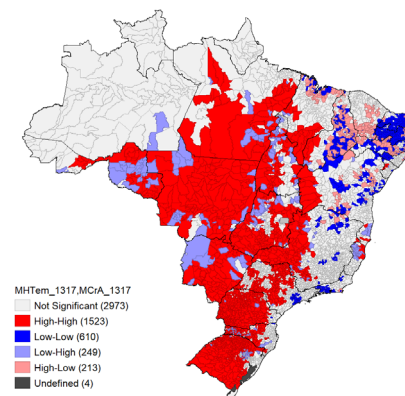 MHTem_1317,MCrA_1317
Not Significant (2973)
High-High (1523)
Low-Low (610)
Low-High (249)
High-Low (213)
Undefined (4)